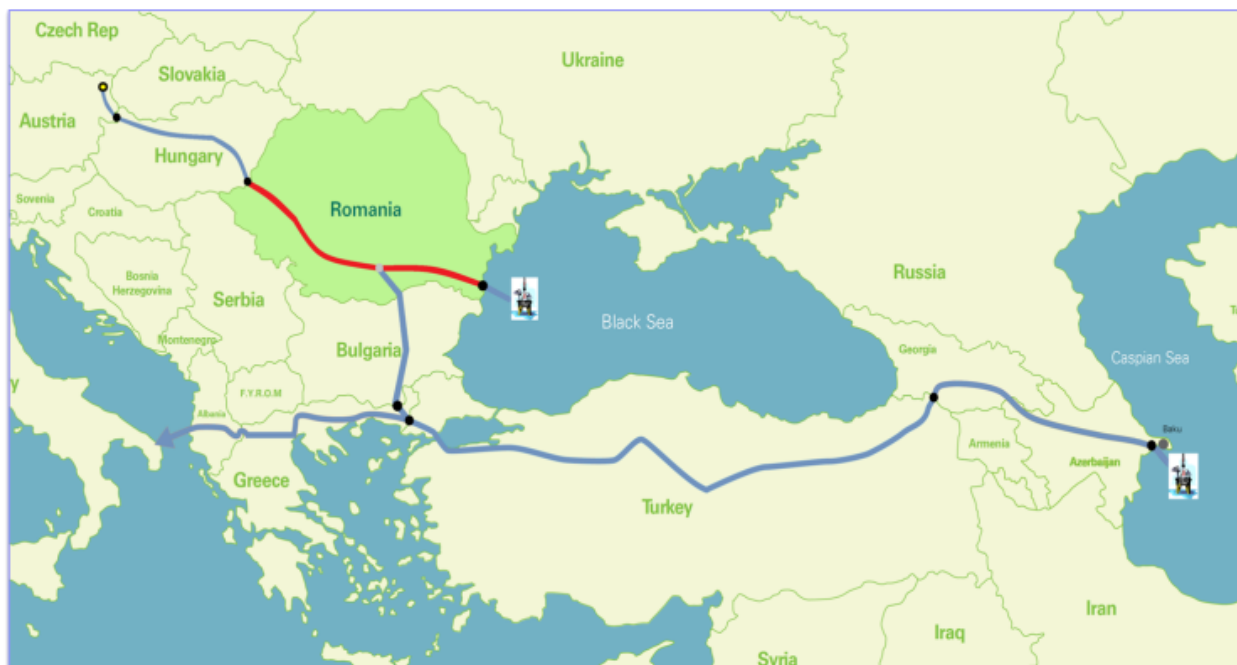 Czech Rep
Ukraine
Slovakia
Austria
Hungary
Romania
Sovenia
Croatia
Russia
Bosnia
Herzegovina
Serbia
Black Sea
Montenegro
Bulgaria
Georgia
Caspian Sea
F.Y.R.O.M
Albania
Baku
Armenia
Azerbaijan
Greece
Turkey
Iran
Iraq
Syria